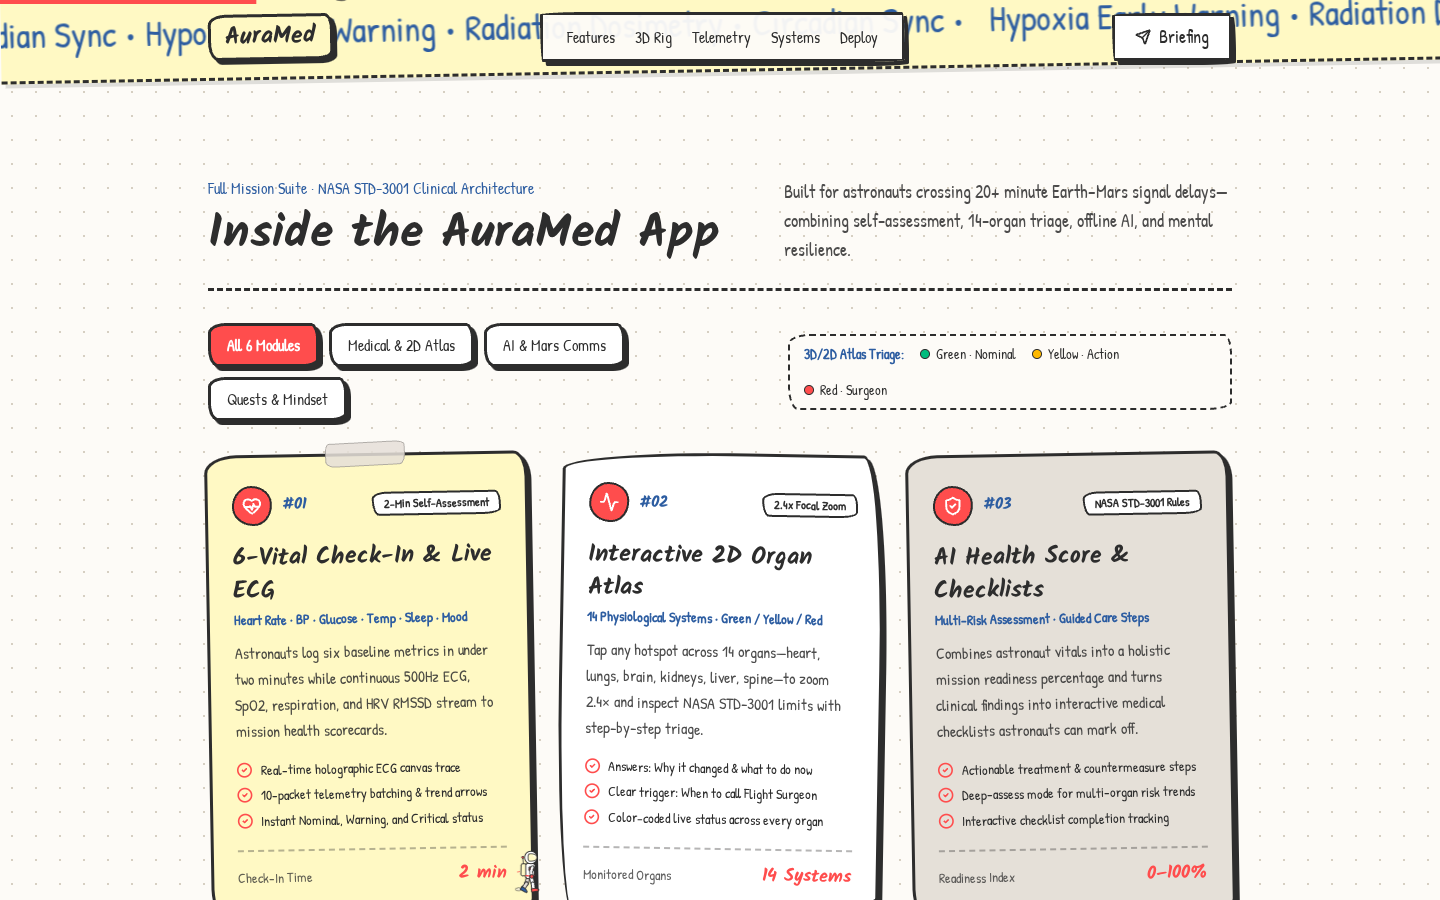 dian Sync • Hypo
Warning • Radiation Dosimetry • Circadian Sync • Hypoxia Early Warning • Radiation D
AuraMed
Features 3D Rig Telemetry Systems Deploy
Briefing
Full Mission Suite · NASA STD-3001 Clinical Architecture
Inside the AuraMed App
Built for astronauts crossing 20+ minute Earth-Mars signal delays—
combining self-assessment, 14-organ triage, offline AI, and mental
resilience.
All 6 Modules
Medical & 2D Atlas
AI & Mars Comms
Quests & Mindset
3D/2D Atlas Triage: Green · Nominal Yellow · Action
Red · Surgeon
#01
2-Min Self-Assessment
6-Vital Check-In & Live
ECG
Heart Rate · BP · Glucose · Temp · Sleep · Mood
Astronauts log six baseline metrics in under
two minutes while continuous 500Hz ECG,
SpO2, respiration, and HRV RMSSD stream to
mission health scorecards.
Real-time holographic ECG canvas trace
10-packet telemetry batching & trend arrows
Instant Nominal, Warning, and Critical status
Check-In Time
2 min
#02
2.4x Focal Zoom
Interactive 2D Organ
Atlas
14 Physiological Systems · Green / Yellow / Red
Tap any hotspot across 14 organs—heart,
lungs, brain, kidneys, liver, spine—to zoom
2.4× and inspect NASA STD-3001 limits with
step-by-step triage.
Answers: Why it changed & what to do now
Clear trigger: When to call Flight Surgeon
Color-coded live status across every organ
Monitored Organs
14 Systems
#03
NASA STD-3001 Rules
AI Health Score &
Checklists
Multi-Risk Assessment · Guided Care Steps
Combines astronaut vitals into a holistic
mission readiness percentage and turns
clinical findings into interactive medical
checklists astronauts can mark off.
Actionable treatment & countermeasure steps
Deep-assess mode for multi-organ risk trends
Interactive checklist completion tracking
Readiness Index
0–100%